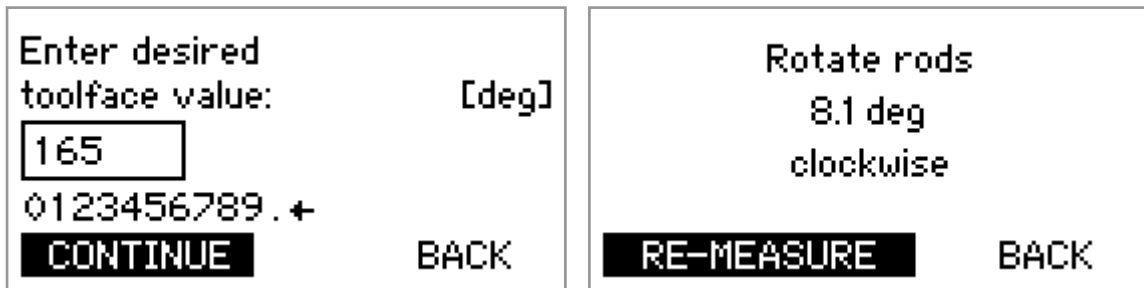 Enter desired
toolface value: [deg]
165
0123456789.←
CONTINUE BACK
Rotate rods
8.1 deg
clockwise
RE-MEASURE BACK